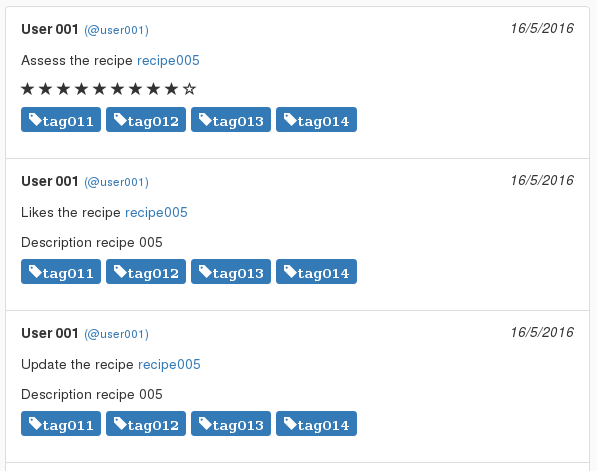 User 001 (@user001) 16/5/2016
Assess the recipe recipe005
★★★★★★★★★☆
tag011 tag012 tag013 tag014
User 001 (@user001) 16/5/2016
Likes the recipe recipe005
Description recipe 005
tag011 tag012 tag013 tag014
User 001 (@user001) 16/5/2016
Update the recipe recipe005
Description recipe 005
tag011 tag012 tag013 tag014